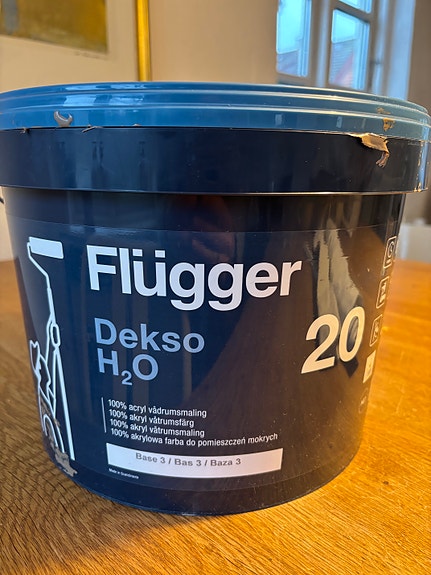 Flügger
Dekso
H₂O
20
100% acryl vådrumsmaling
100% akryl våtrumsfärg
100% akryl våtrumsmaling
100% akrylowa farba do pomieszczeń mokrych
Base 3 / Bas 3 / Baza 3